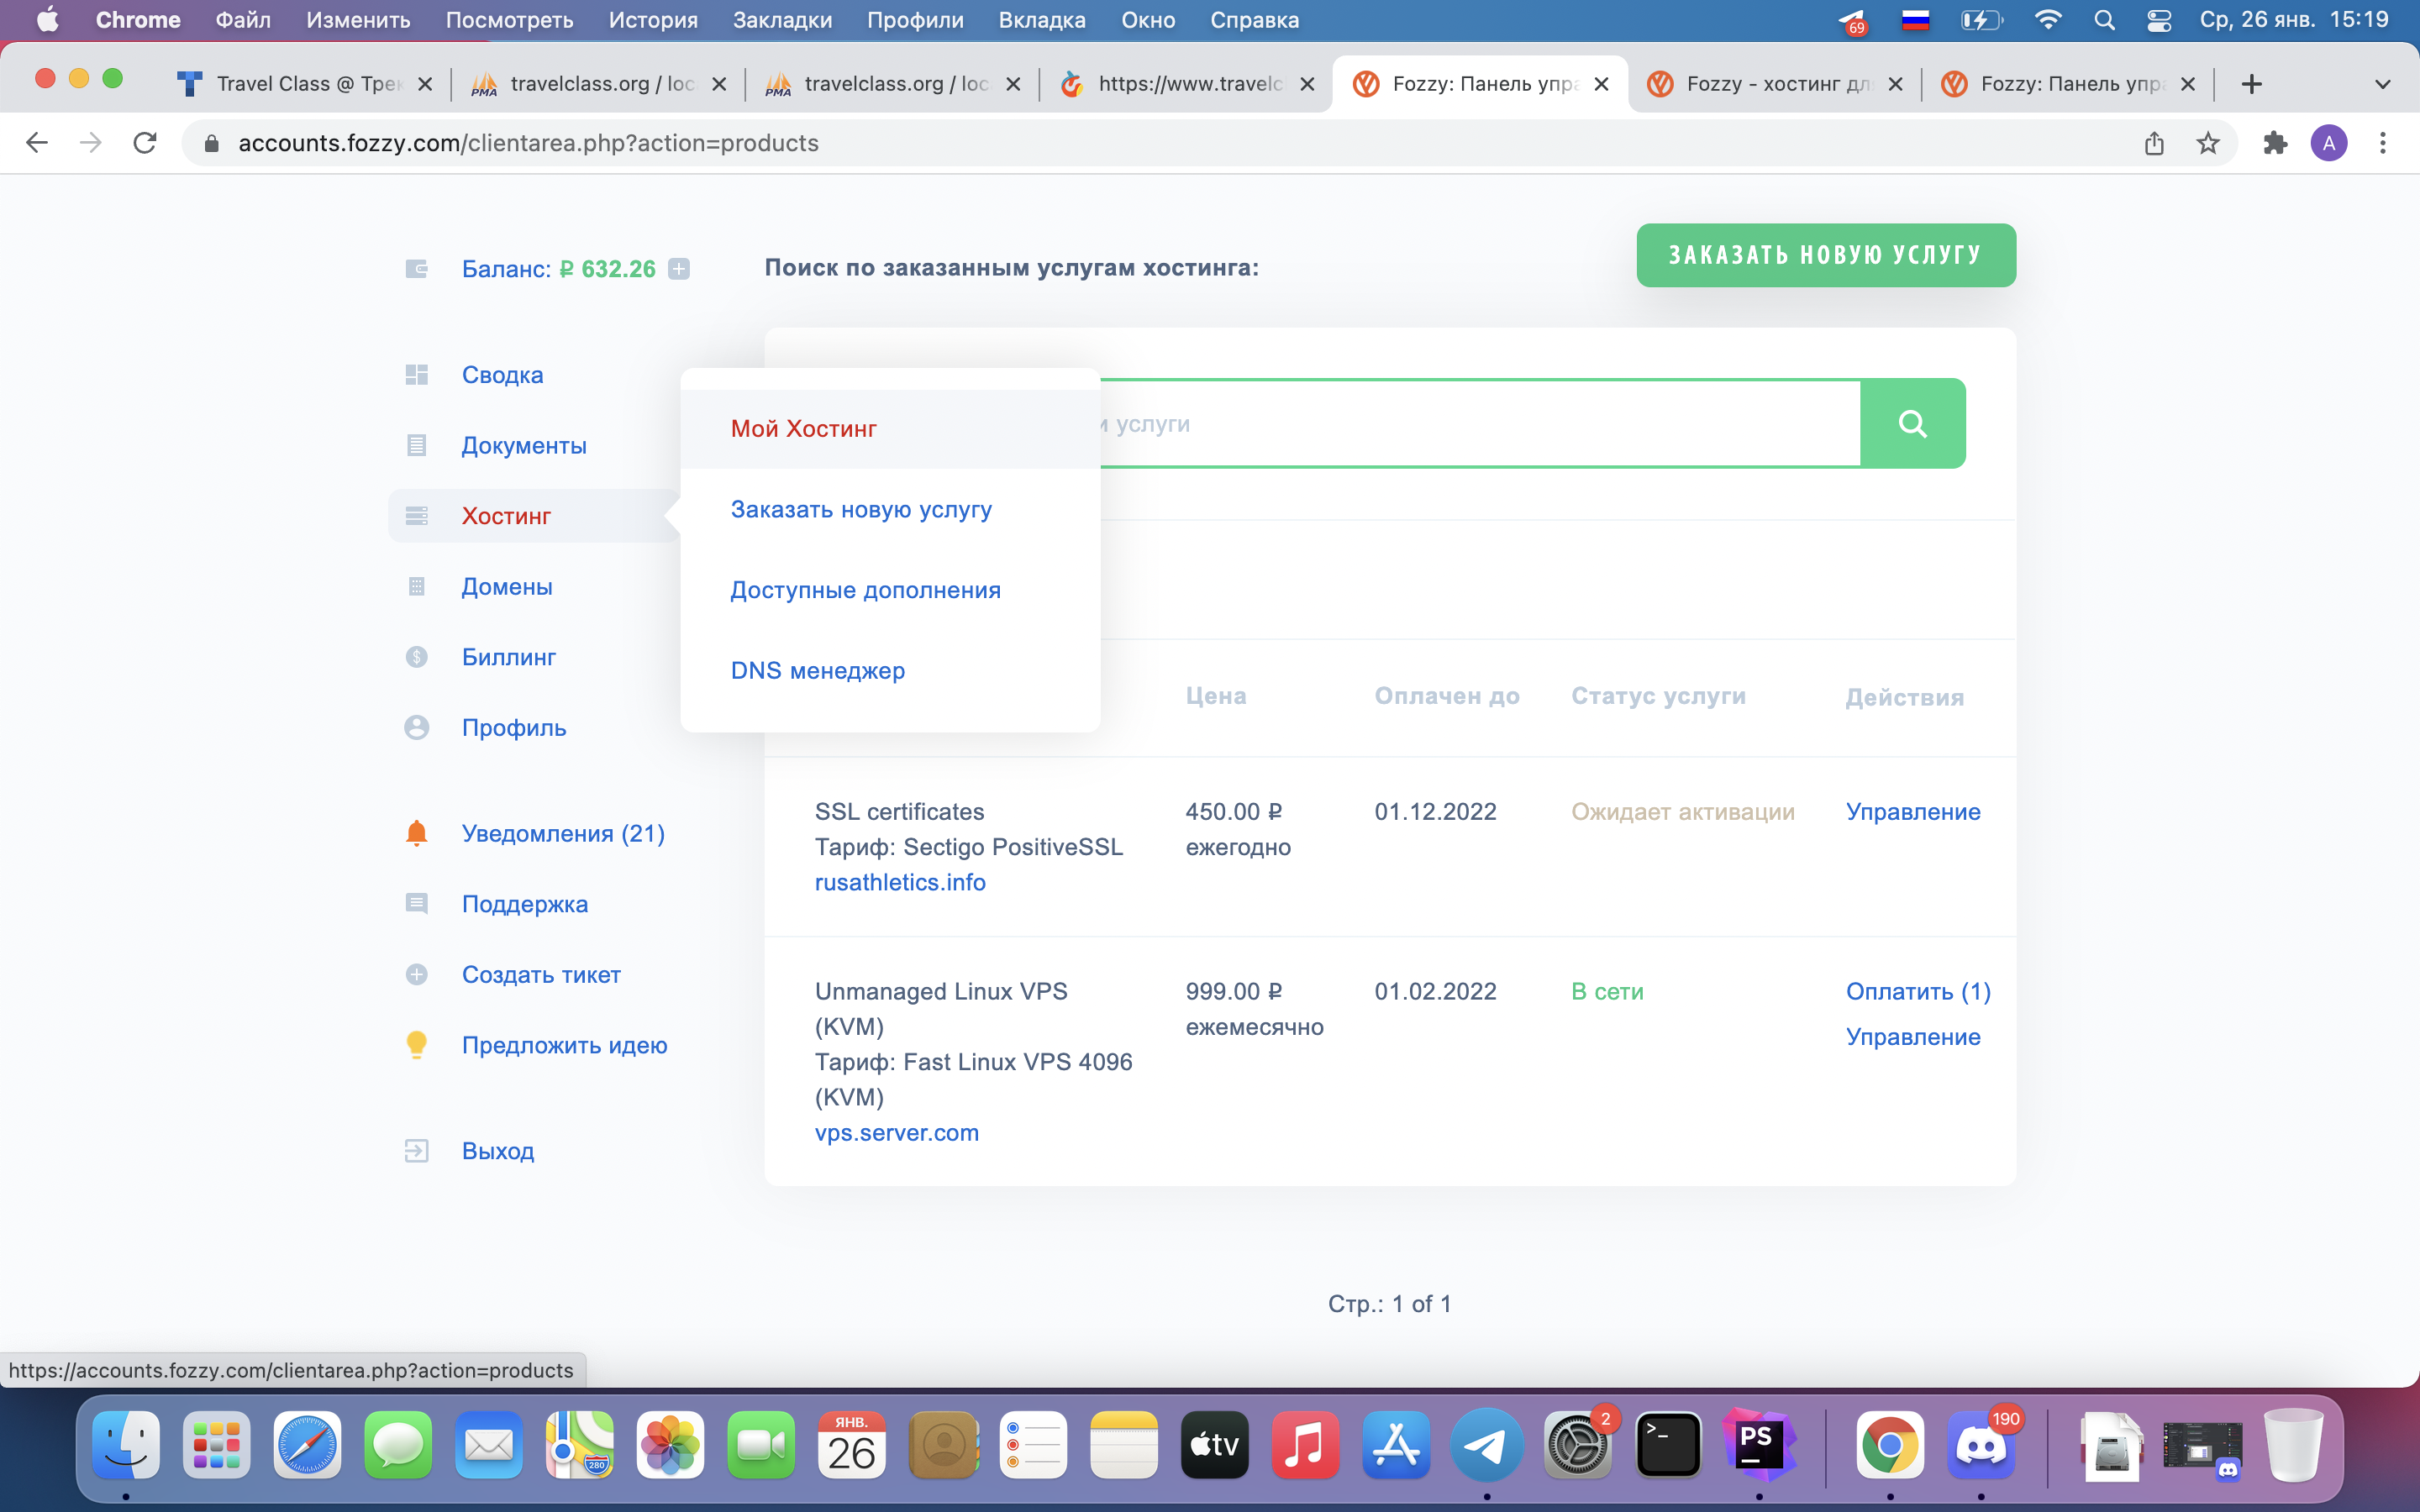 Chrome Файл Изменить Посмотреть История Закладки Профили Вкладка Окно Справка 69 Ср, 26 янв. 15:19
Travel Class @ Трек travelclass.org / loc travelclass.org / loc https://www.travelc Fozzy: Панель упра Fozzy - хостинг для Fozzy: Панель упра
accounts.fozzy.com/clientarea.php?action=products A
Баланс: ₽ 632.26
Сводка
Документы
Хостинг
Домены
Биллинг
Профиль
Уведомления (21)
Поддержка
Создать тикет
Предложить идею
Выход
Мой Хостинг
Заказать новую услугу
Доступные дополнения
DNS менеджер
Поиск по заказанным услугам хостинга:
ЗАКАЗАТЬ НОВУЮ УСЛУГУ
услуги
Цена Оплачен до Статус услуги Действия
SSL certificates 450.00 ₽ 01.12.2022 Ожидает активации Управление
Тариф: Sectigo PositiveSSL ежегодно
rusathletics.info
Unmanaged Linux VPS 999.00 ₽ 01.02.2022 В сети Оплатить (1)
(KVM) ежемесячно Управление
Тариф: Fast Linux VPS 4096
(KVM)
vps.server.com
Стр.: 1 of 1
https://accounts.fozzy.com/clientarea.php?action=products
ЯНВ.
26
280
tv
2
PS
190